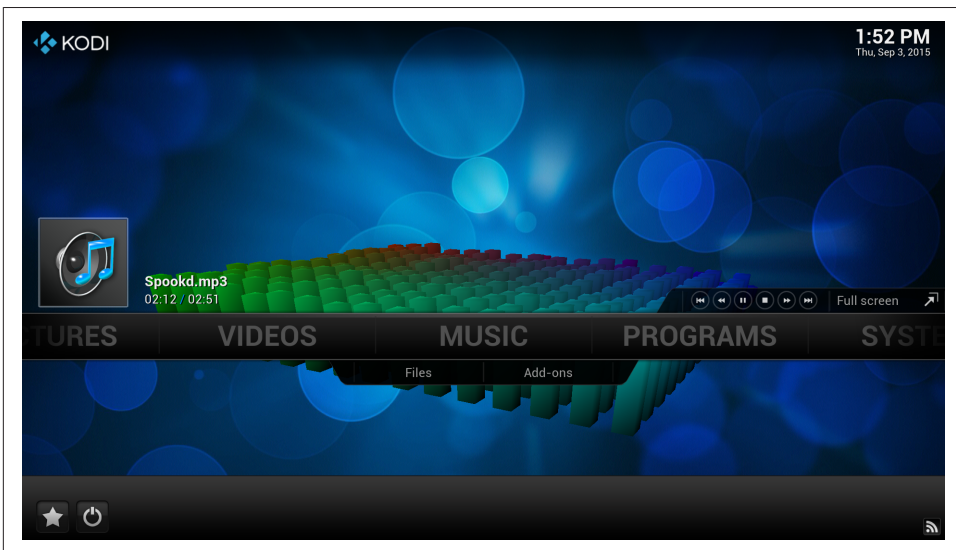 KODI
1:52 PM
Thu, Sep 3, 2015
Spookd.mp3
02:12 / 02:51
Full screen
TURES VIDEOS MUSIC PROGRAMS SYSTE
Files Add-ons